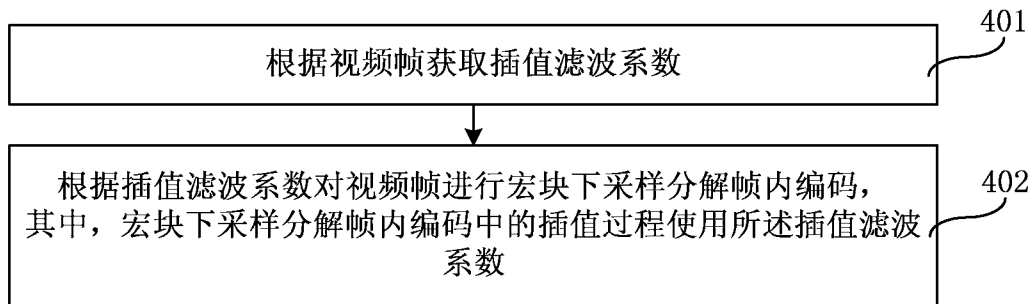 401
根据视频帧获取插值滤波系数
根据插值滤波系数对视频帧进行宏块下采样分解帧内编码，
402
其中，宏块下采样分解帧内编码中的插值过程使用所述插值滤波
系数